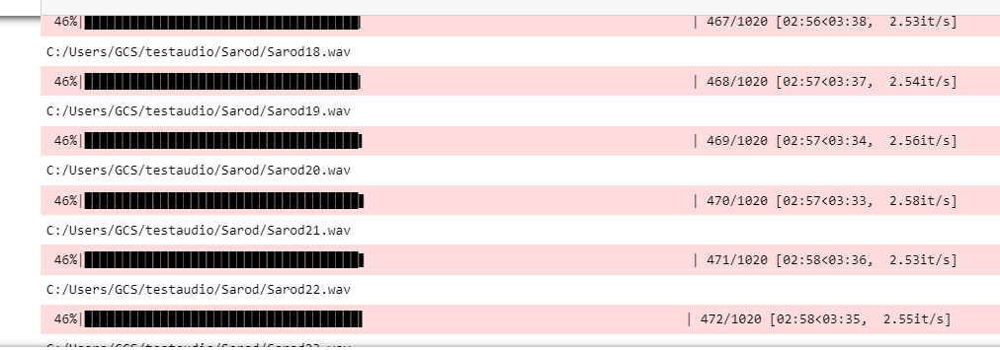 46%| | 467/1020 [02:56<03:38, 2.53it/s]
C:/Users/GCS/testaudio/Sarod/Sarod18.wav
46%| | 468/1020 [02:57<03:37, 2.54it/s]
C:/Users/GCS/testaudio/Sarod/Sarod19.wav
46%| | 469/1020 [02:57<03:34, 2.56it/s]
C:/Users/GCS/testaudio/Sarod/Sarod20.wav
46%| | 470/1020 [02:57<03:33, 2.58it/s]
C:/Users/GCS/testaudio/Sarod/Sarod21.wav
46%| | 471/1020 [02:58<03:36, 2.53it/s]
C:/Users/GCS/testaudio/Sarod/Sarod22.wav
46%| | 472/1020 [02:58<03:35, 2.55it/s]